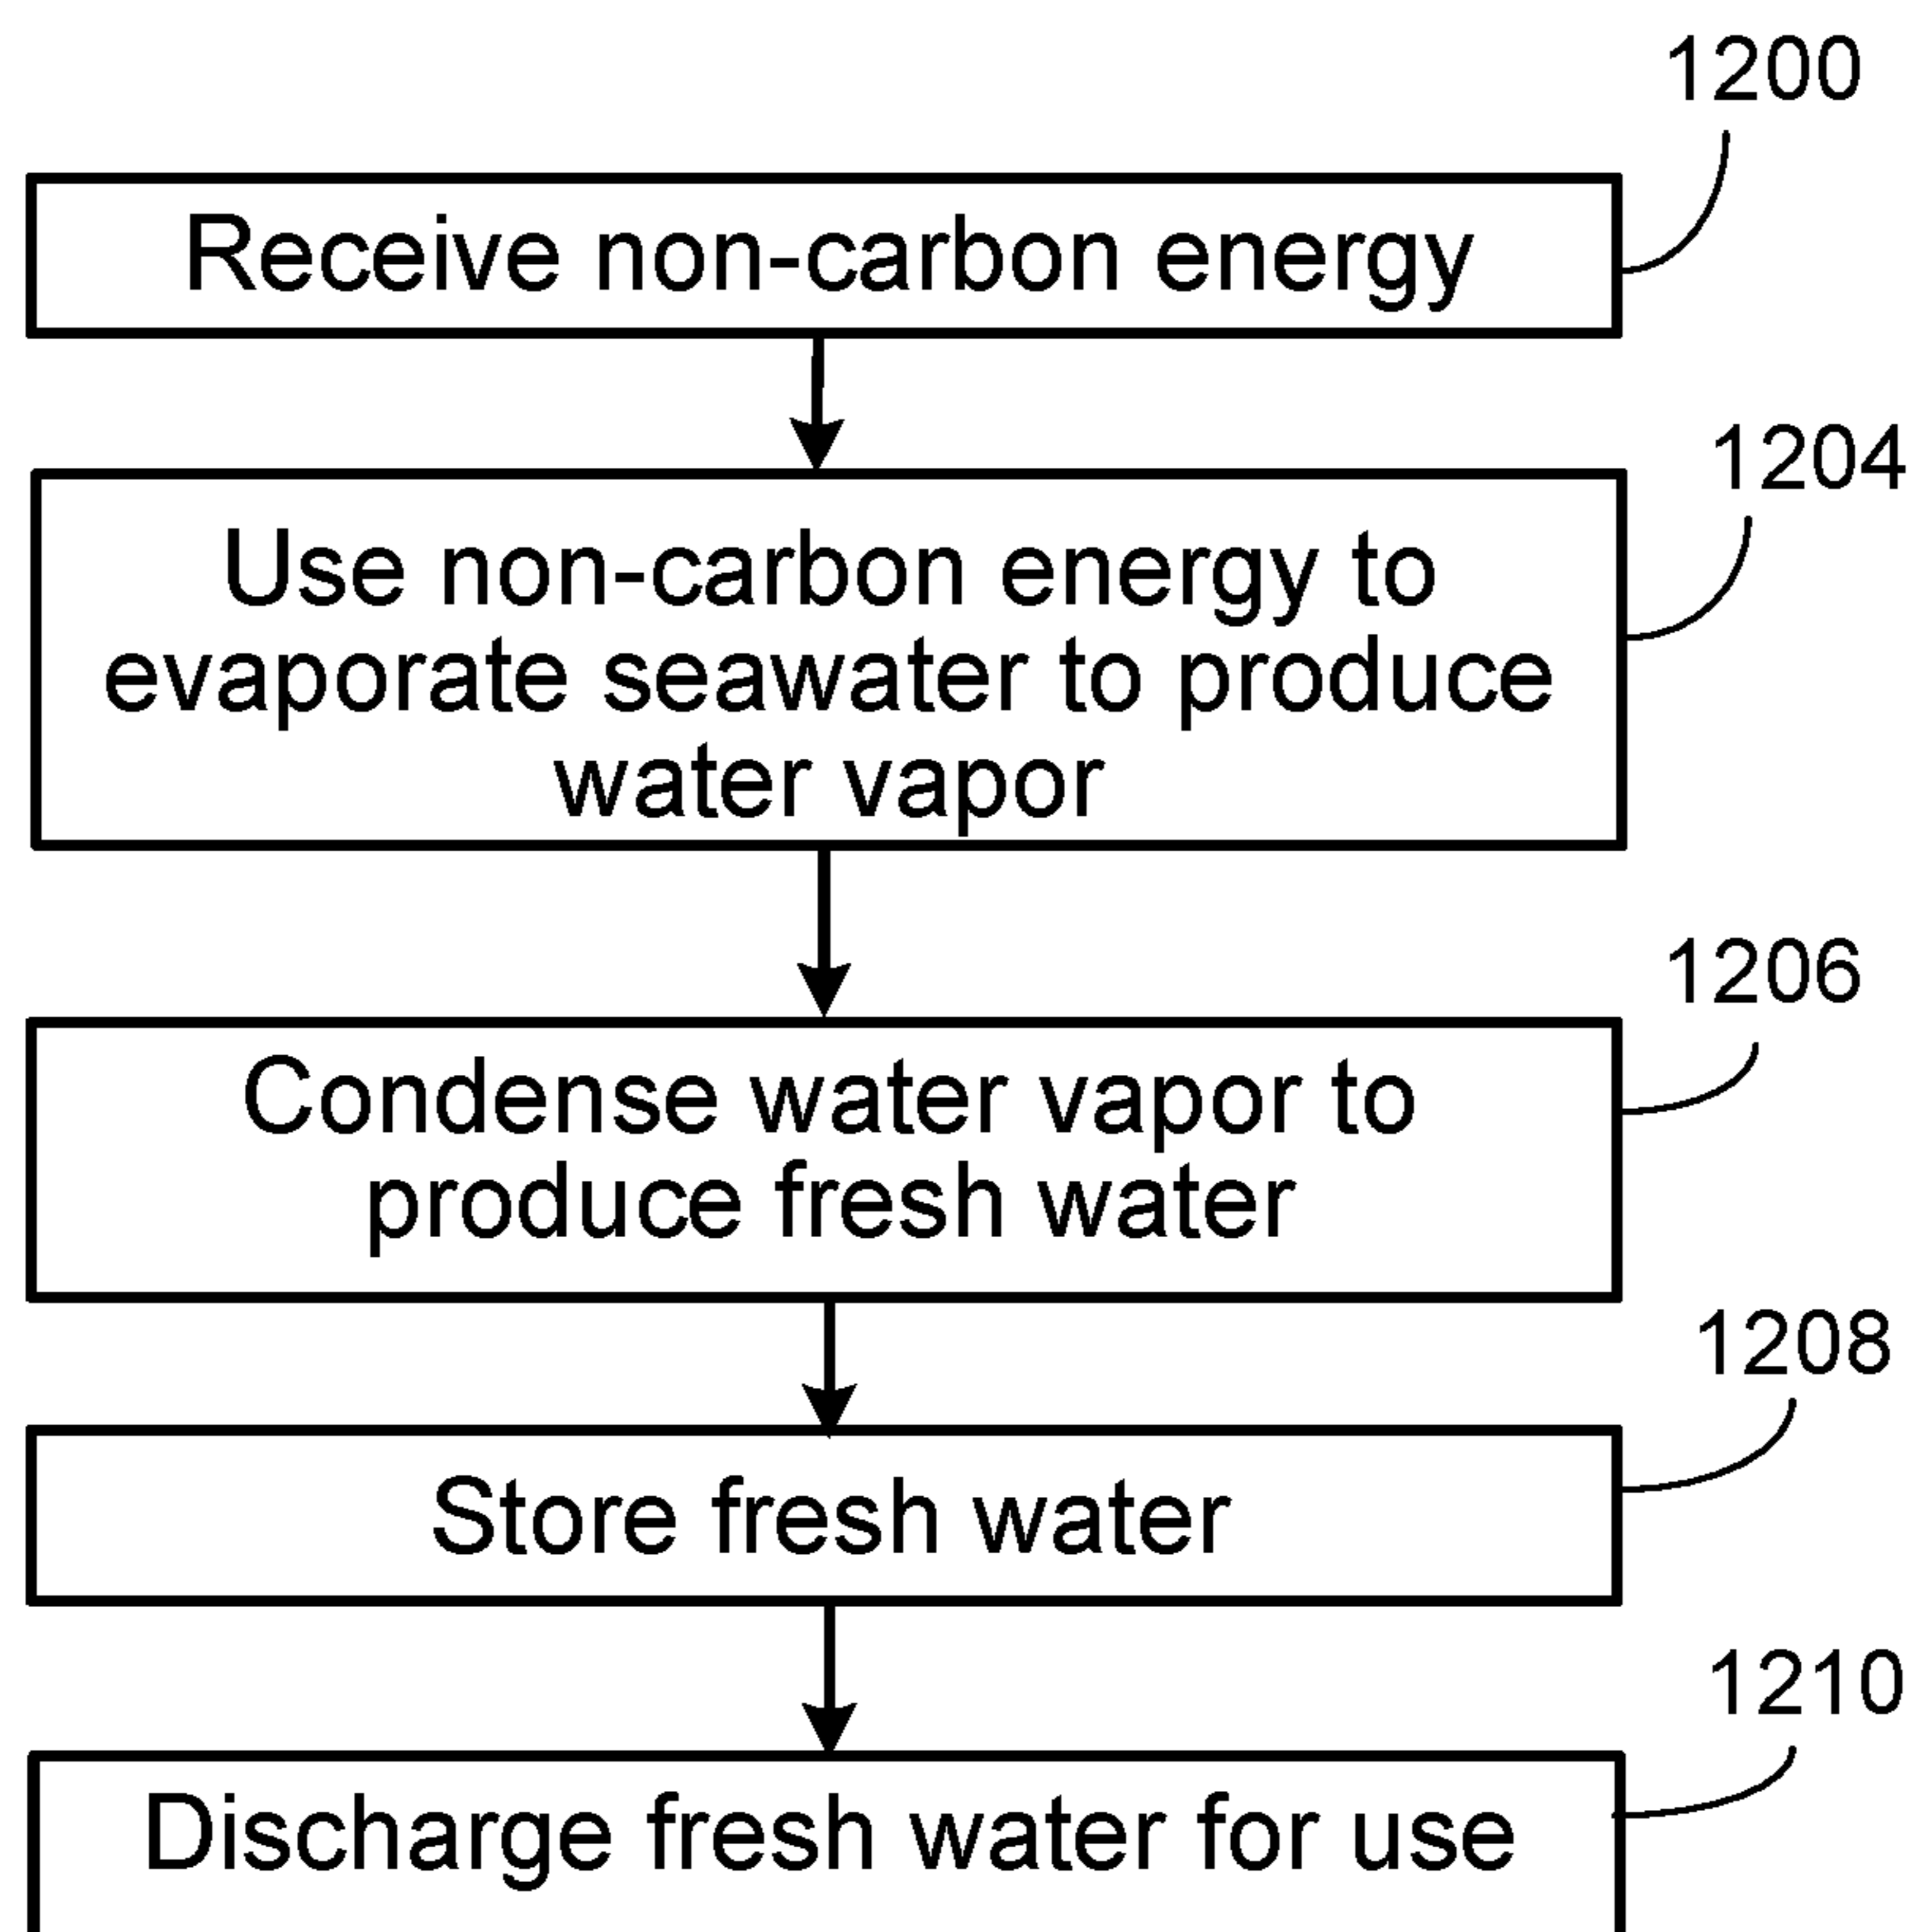 1200
Receive non-carbon energy
1204
Use non-carbon energy to
evaporate seawater to produce
water vapor
1206
Condense water vapor to
produce fresh water
1208
Store fresh water
1210
Discharge fresh water for use